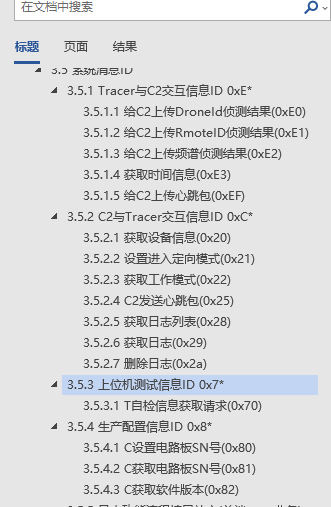 在文档中搜索
标题 页面 结果
3.5 系统消息ID
3.5.1 Tracer与C2交互信息ID 0xE*
3.5.1.1 给C2上传DroneId侦测结果(0xE0)
3.5.1.2 给C2上传RmoteID侦测结果(0xE1)
3.5.1.3 给C2上传频谱侦测结果(0xE2)
3.5.1.4 获取时间信息(0xE3)
3.5.1.5 给C2上传心跳包(0xEF)
3.5.2 C2与Tracer交互信息ID 0xC*
3.5.2.1 获取设备信息(0x20)
3.5.2.2 设置进入定向模式(0x21)
3.5.2.3 获取工作模式(0x22)
3.5.2.4 C2发送心跳包(0x25)
3.5.2.5 获取日志列表(0x28)
3.5.2.6 获取日志(0x29)
3.5.2.7 删除日志(0x2a)
3.5.3 上位机测试信息ID 0x7*
3.5.3.1 T自检信息获取请求(0x70)
3.5.4 生产配置信息ID 0x8*
3.5.4.1 C设置电路板SN号(0x80)
3.5.4.2 C获取电路板SN号(0x81)
3.5.4.3 C获取软件版本(0x82)